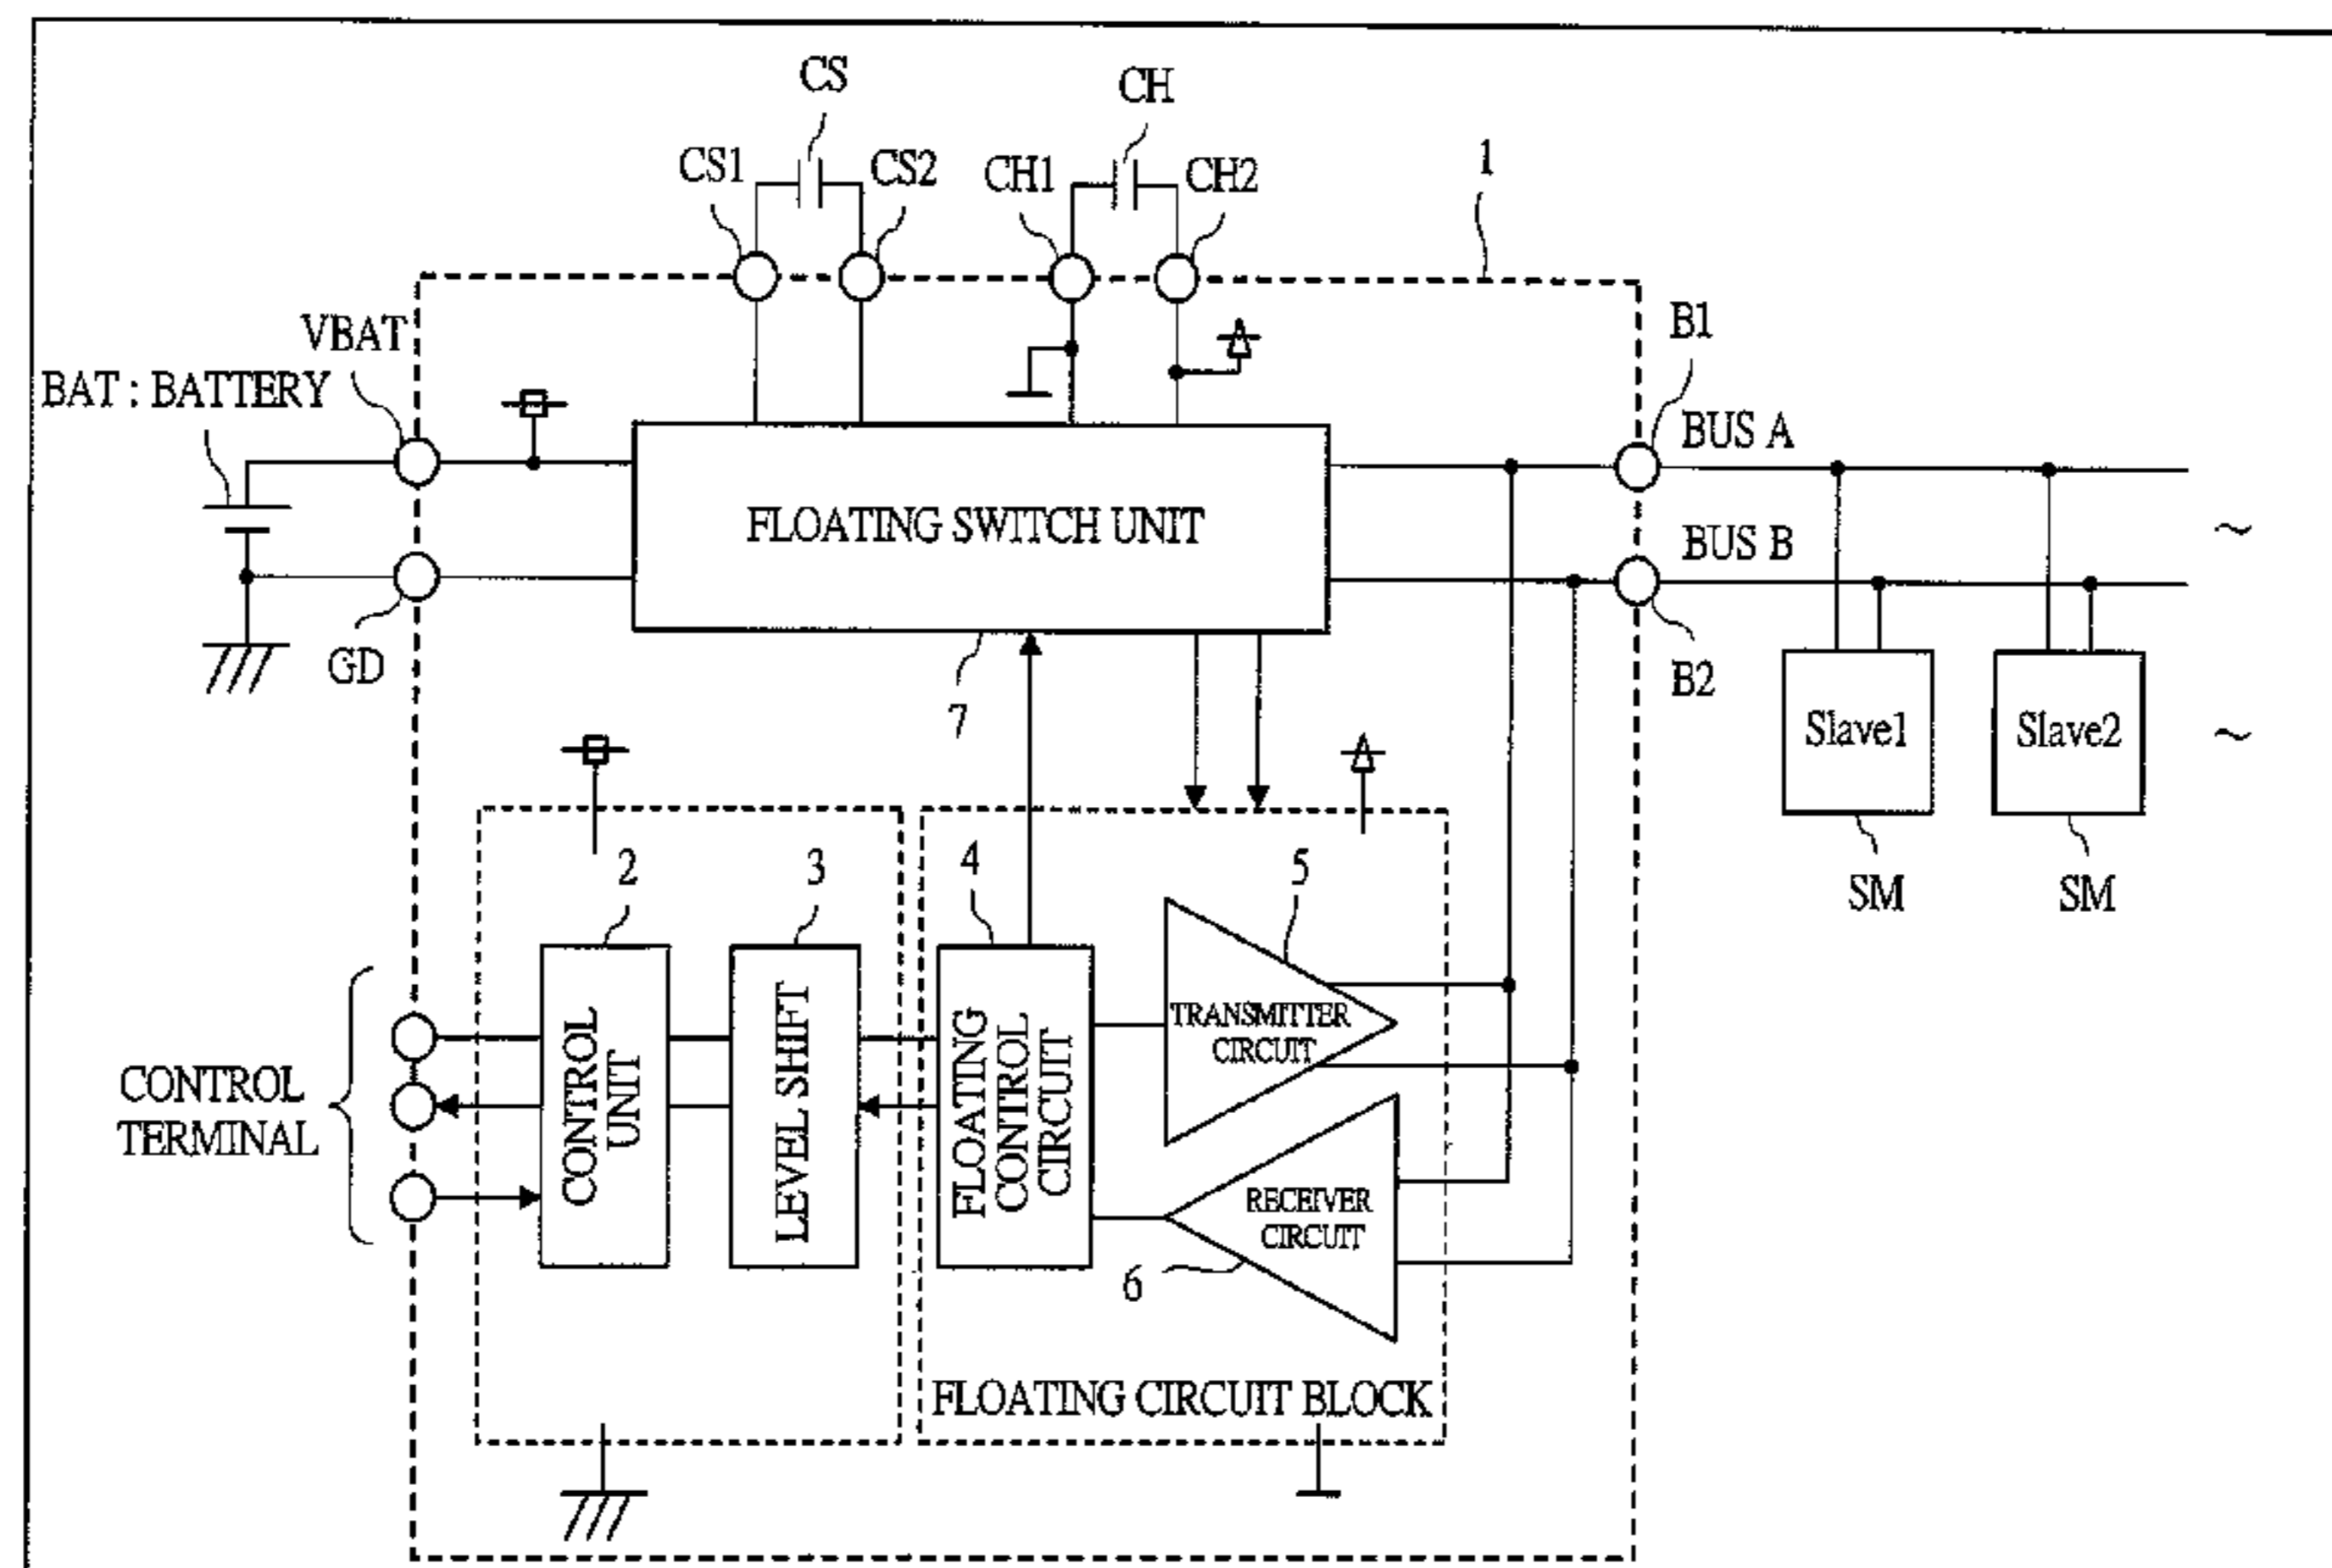 CS
CH
CS1
CS2
CH1
CH2
1
VBAT
BAT : BATTERY
B1
BUS A
FLOATING SWITCH UNIT
BUS B
GD
7
B2
Slave1
Slave2
~
~
SM
SM
2
3
4
5
CONTROL
TERMINAL
CONTROL
UNIT
LEVEL SHIFT
FLOATING
CONTROL
CIRCUIT
TRANSMITTER
CIRCUIT
RECEIVER
CIRCUIT
6
FLOATING CIRCUIT BLOCK